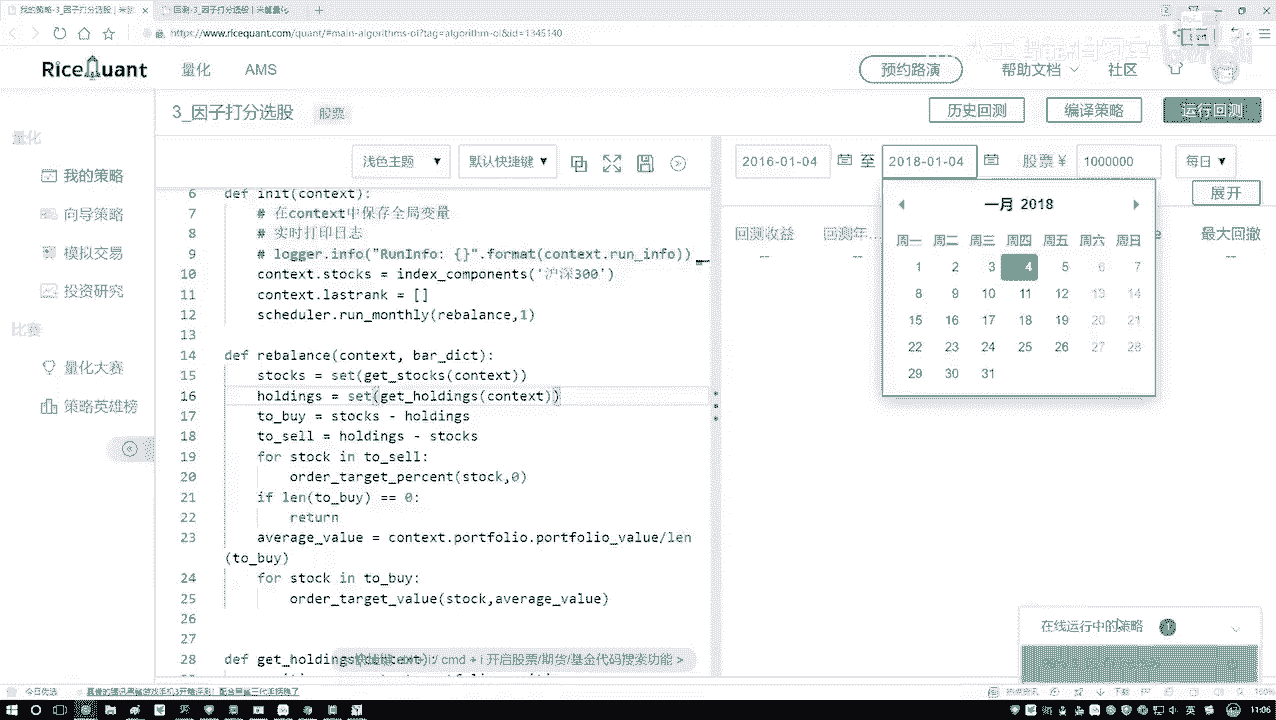 我的策略-3_因子打分选股 | 米筐
回测-3_因子打分选股 | 米筐量化
RiceQuant
量化
AMS
预约路演
帮助文档
社区
量化
我的策略
向导策略
模拟交易
投资研究
比赛
量化大赛
策略英雄榜
3_因子打分选股
股票
历史回测
编译策略
运行回测
浅色主题
默认快捷键
6 def init(context):
7 # 在context中保存全局变量
8 # 实时打印日志
9 # logger.info("RunInfo: {}".format(context.run_info))
10 context.stocks = index_components('沪深300')
11 context.lastrank = []
12 scheduler.run_monthly(rebalance,1)
13
14 def rebalance(context, bar_dict):
15 stocks = set(get_stocks(context))
16 holdings = set(get_holdings(context))
17 to_buy = stocks - holdings
18 to_sell = holdings - stocks
19 for stock in to_sell:
20 order_target_percent(stock,0)
21 if len(to_buy) == 0:
22 return
23 average_value = context.portfolio.portfolio_value/len
(to_buy)
24 for stock in to_buy:
25 order_target_value(stock,average_value)
26
27
28 def get_holdings(context):
开启股票/期货/基金代码搜索功能 >
2016-01-04 至 2018-01-04 股票 ¥ 1000000 每日
展开
一月 2018
周一 周二 周三 周四 周五 周六 周日
1 2 3 4 5 6 7
8 9 10 11 12 13 14
15 16 17 18 19 20 21
22 23 24 25 26 27 28
29 30 31
回测收益
回测年...
最大回撤
-- -- --
在线运行中的策略
今日优选
11:06